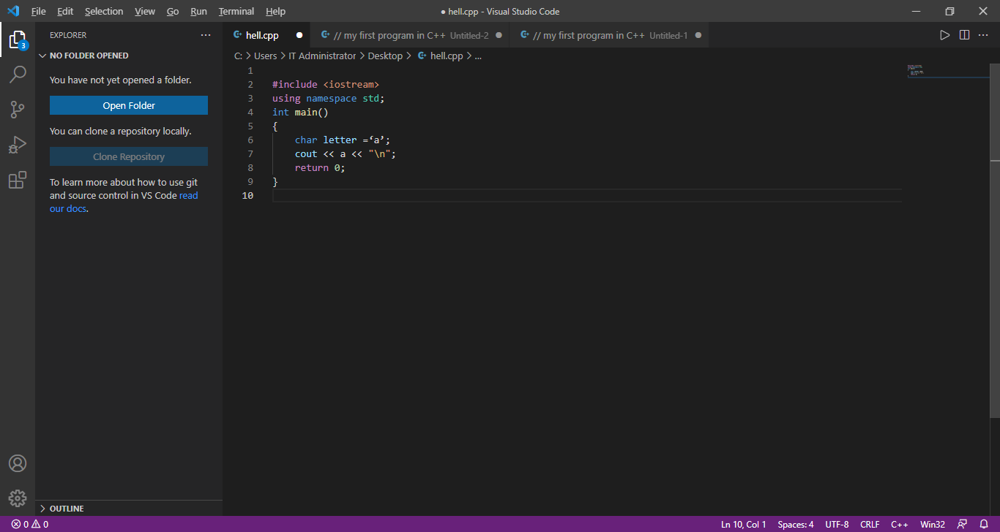 File Edit Selection View Go Run Terminal Help
● hell.cpp - Visual Studio Code
3
EXPLORER
NO FOLDER OPENED
You have not yet opened a folder.
Open Folder
You can clone a repository locally.
Clone Repository
To learn more about how to use git
and source control in VS Code read
our docs.
OUTLINE
hell.cpp ● // my first program in C++ Untitled-2 ● // my first program in C++ Untitled-1 ●
C: > Users > IT Administrator > Desktop > hell.cpp > ...
1
2 #include <iostream>
3 using namespace std;
4 int main()
5 {
6     char letter =‘a’;
7     cout << a << "\n";
8     return 0;
9 }
10
0 0 Ln 10, Col 1 Spaces: 4 UTF-8 CRLF C++ Win32